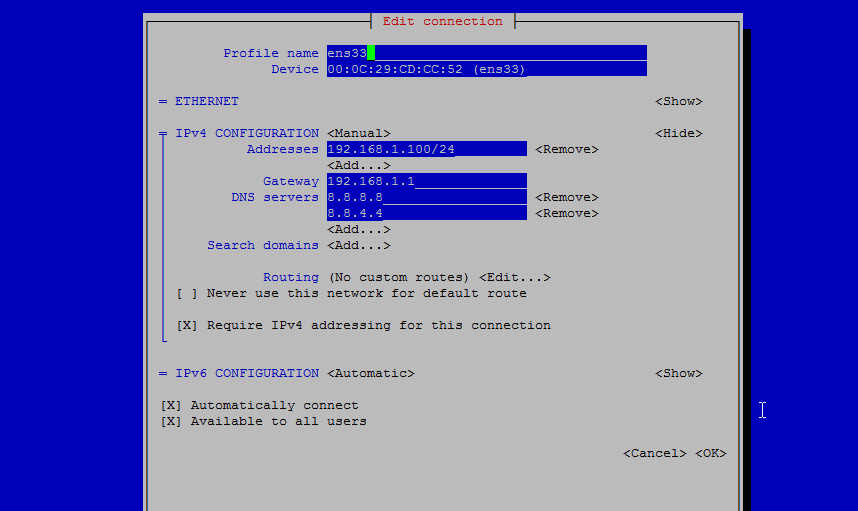 Edit connection
Profile name ens33
Device 00:0C:29:CD:CC:52 (ens33)
= ETHERNET <Show>
IPv4 CONFIGURATION <Manual> <Hide>
Addresses 192.168.1.100/24 <Remove>
<Add...>
Gateway 192.168.1.1
DNS servers 8.8.8.8 <Remove>
8.8.4.4 <Remove>
<Add...>
Search domains <Add...>
Routing (No custom routes) <Edit...>
[ ] Never use this network for default route
[X] Require IPv4 addressing for this connection
= IPv6 CONFIGURATION <Automatic> <Show>
[X] Automatically connect
[X] Available to all users
<Cancel> <OK>